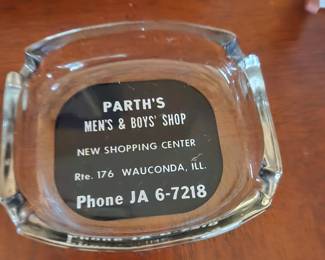 PARTH'S
MEN'S & BOYS' SHOP
NEW SHOPPING CENTER
Rte. 176 WAUCONDA, ILL.
Phone JA 6-7218